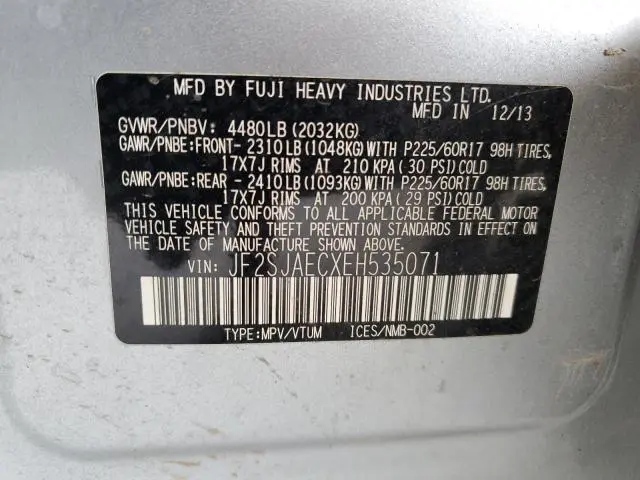 MFD BY FUJI HEAVY INDUSTRIES LTD.
MFD IN 12/13
GVWR/PNBV: 4480LB(2032KG)
GAWR/PNBE:FRONT- 2310LB(1048KG)WITH P225/60R17 98H TIRES,
17X7J RIMS AT 210 KPA( 30 PSI)COLD
GAWR/PNBE:REAR - 2410LB(1093KG)WITH P225/60R17 98H TIRES,
17X7J RIMS AT 200 KPA( 29 PSI)COLD
THIS VEHICLE CONFORMS TO ALL APPLICABLE FEDERAL MOTOR
VEHICLE SAFETY AND THEFT PREVENTION STANDARDS IN EFFECT
ON THE DATE OF MANUFACTURE SHOWN ABOVE.
VIN: JF2SJAECXEH535071
TYPE:MPV/VTUM ICES/NMB-002